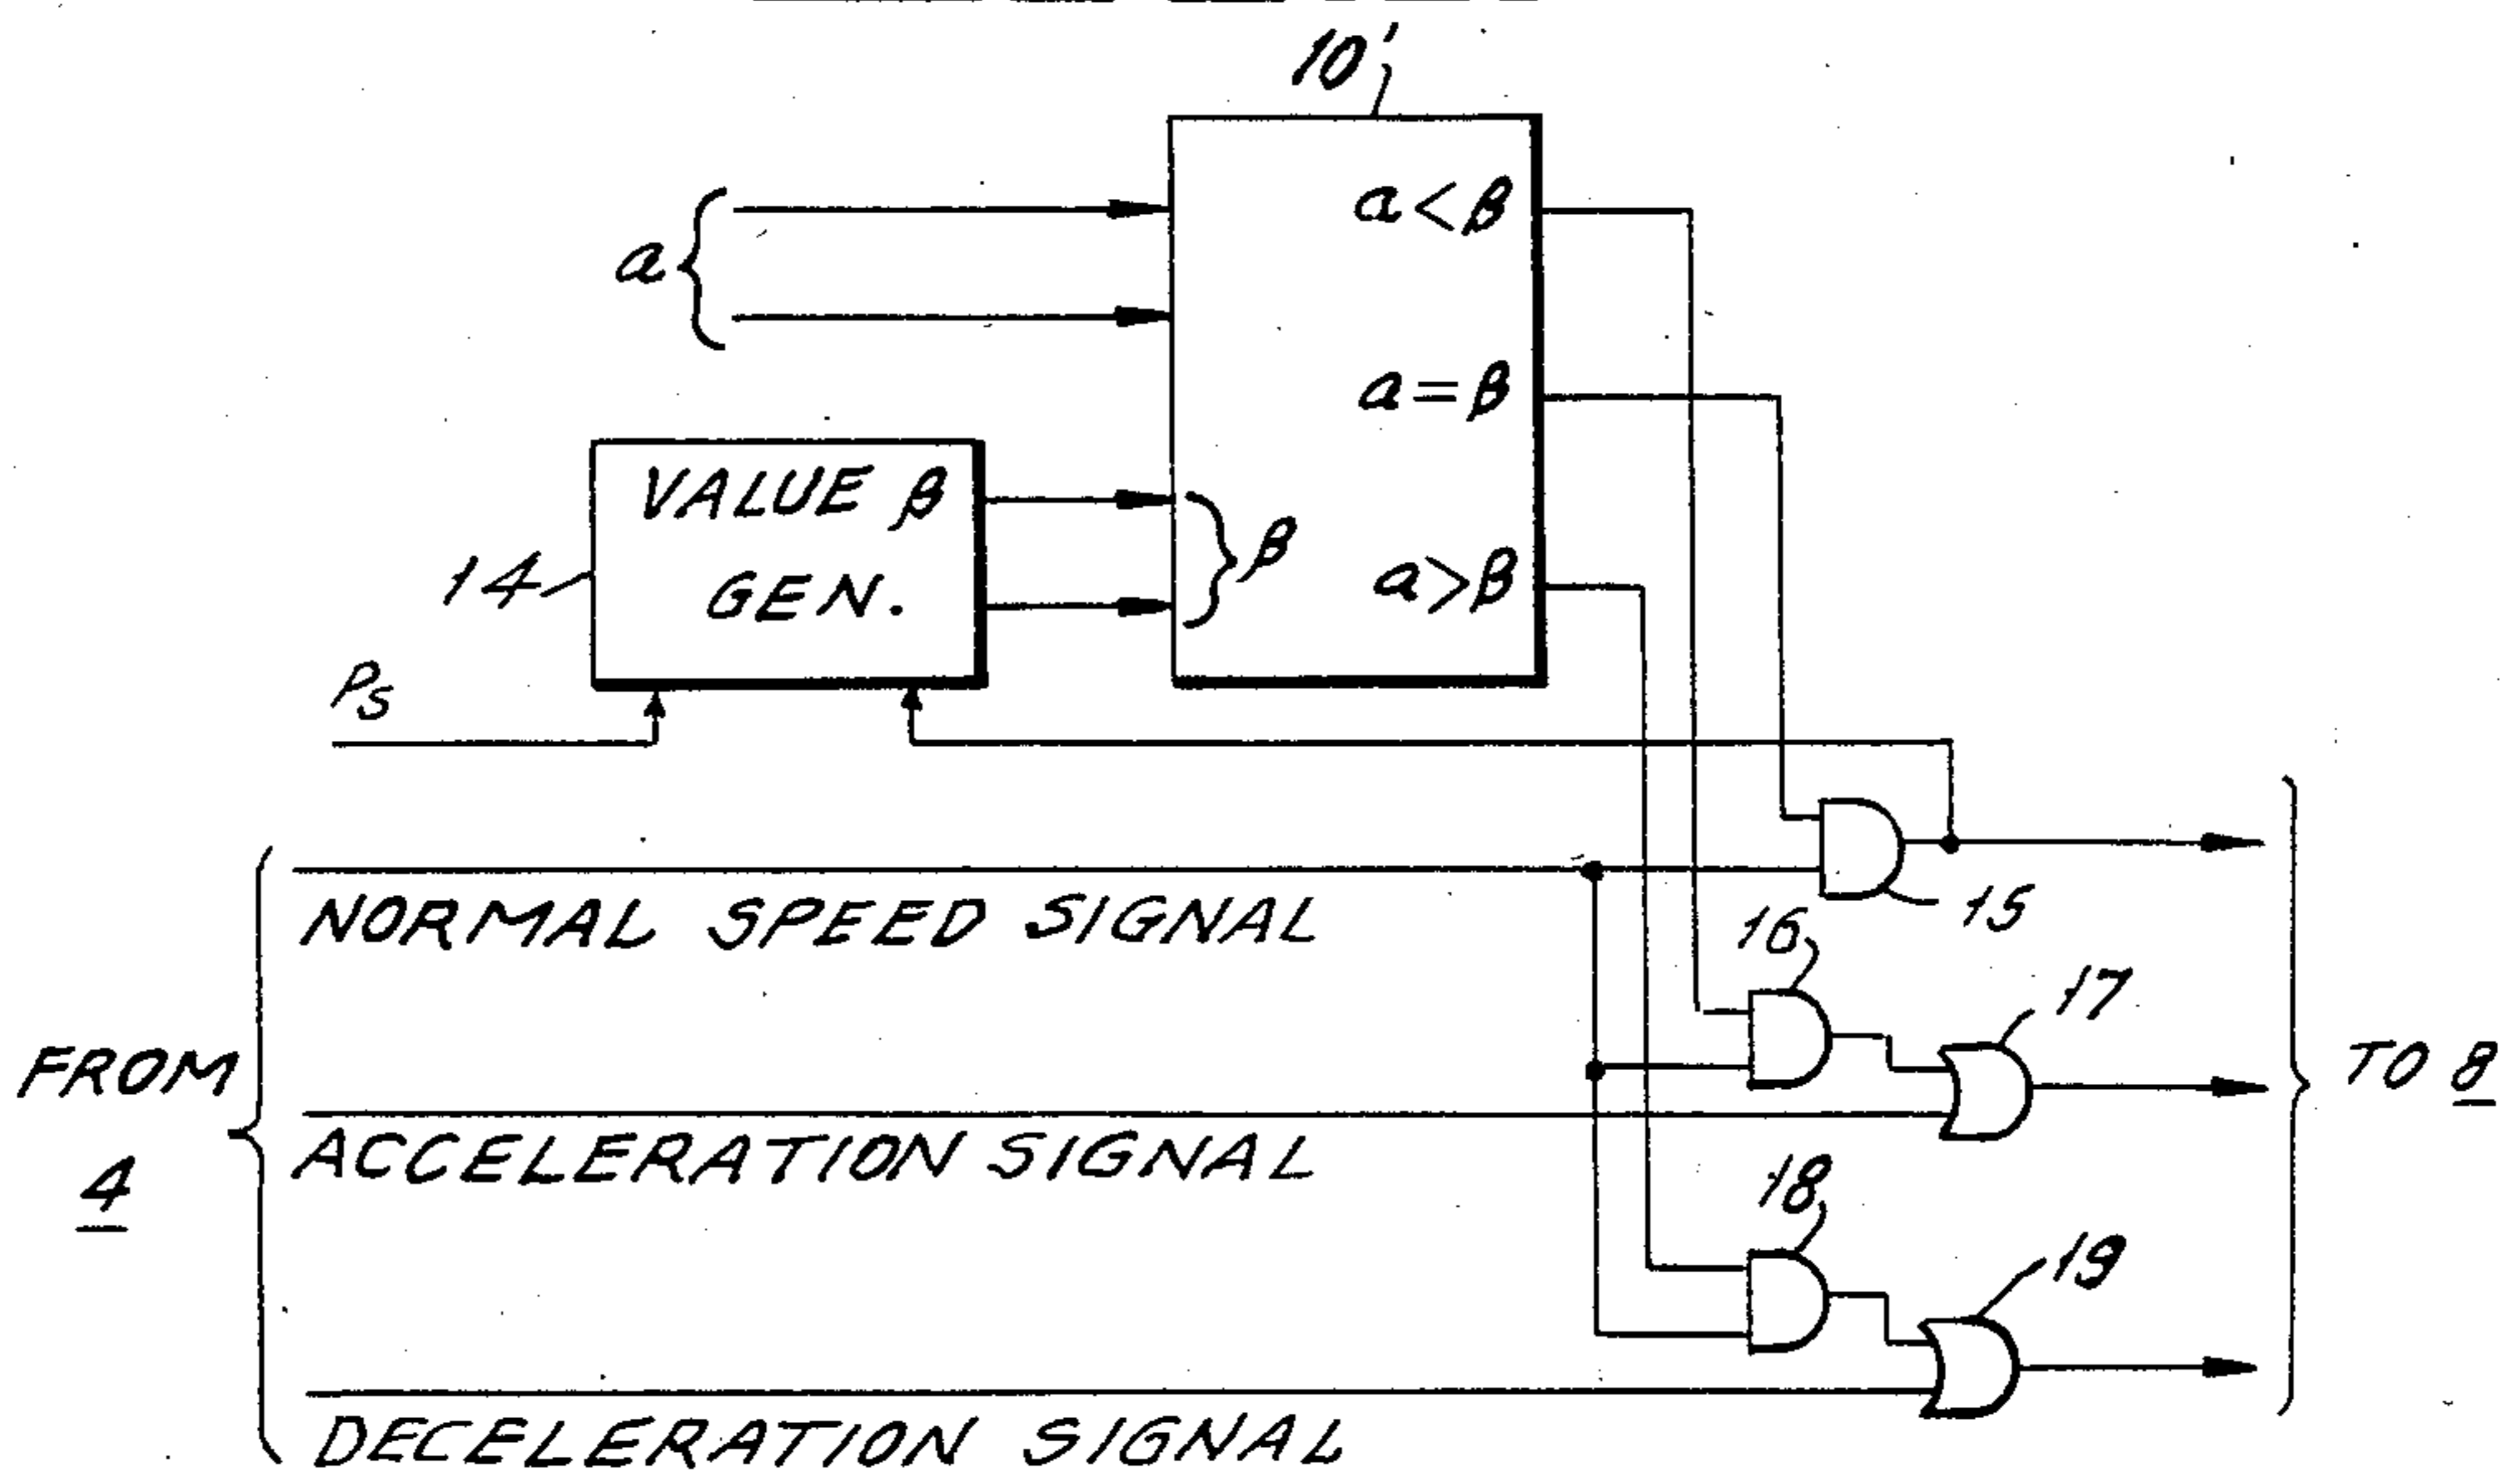 10'
a
a<β
a=β
VALUE β
GEN.
14
β
a>β
Ps
NORMAL SPEED SIGNAL
15
16
17
FROM
4
TO 8
ACCELERATION SIGNAL
18
19
DECELERATION SIGNAL